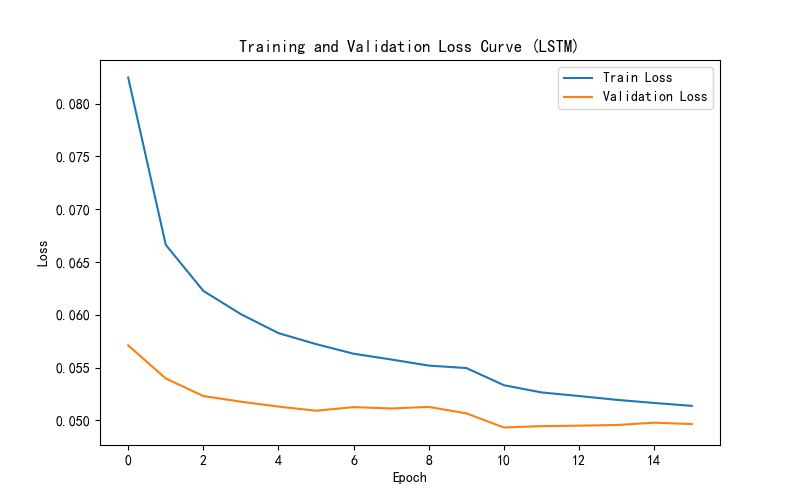 Training and Validation Loss Curve (LSTM)
Train Loss
Validation Loss
Loss
0.080
0.075
0.070
0.065
0.060
0.055
0.050
0 2 4 6 8 10 12 14
Epoch